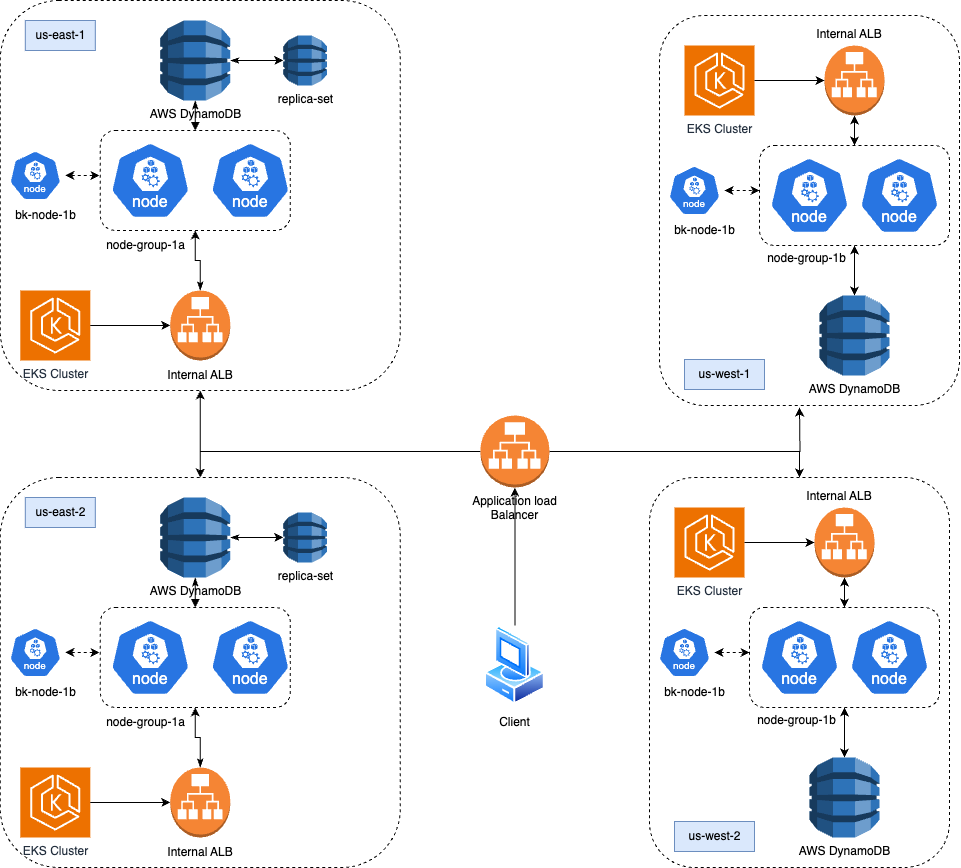 us-east-1
AWS DynamoDB
replica-set
node
bk-node-1b
node
node
node-group-1a
EKS Cluster
Internal ALB
Internal ALB
EKS Cluster
node
bk-node-1b
node
node
node-group-1b
us-west-1
AWS DynamoDB
Application load
Balancer
Client
us-east-2
AWS DynamoDB
replica-set
node
bk-node-1b
node
node
node-group-1a
EKS Cluster
Internal ALB
Internal ALB
EKS Cluster
node
bk-node-1b
node
node
node-group-1b
us-west-2
AWS DynamoDB